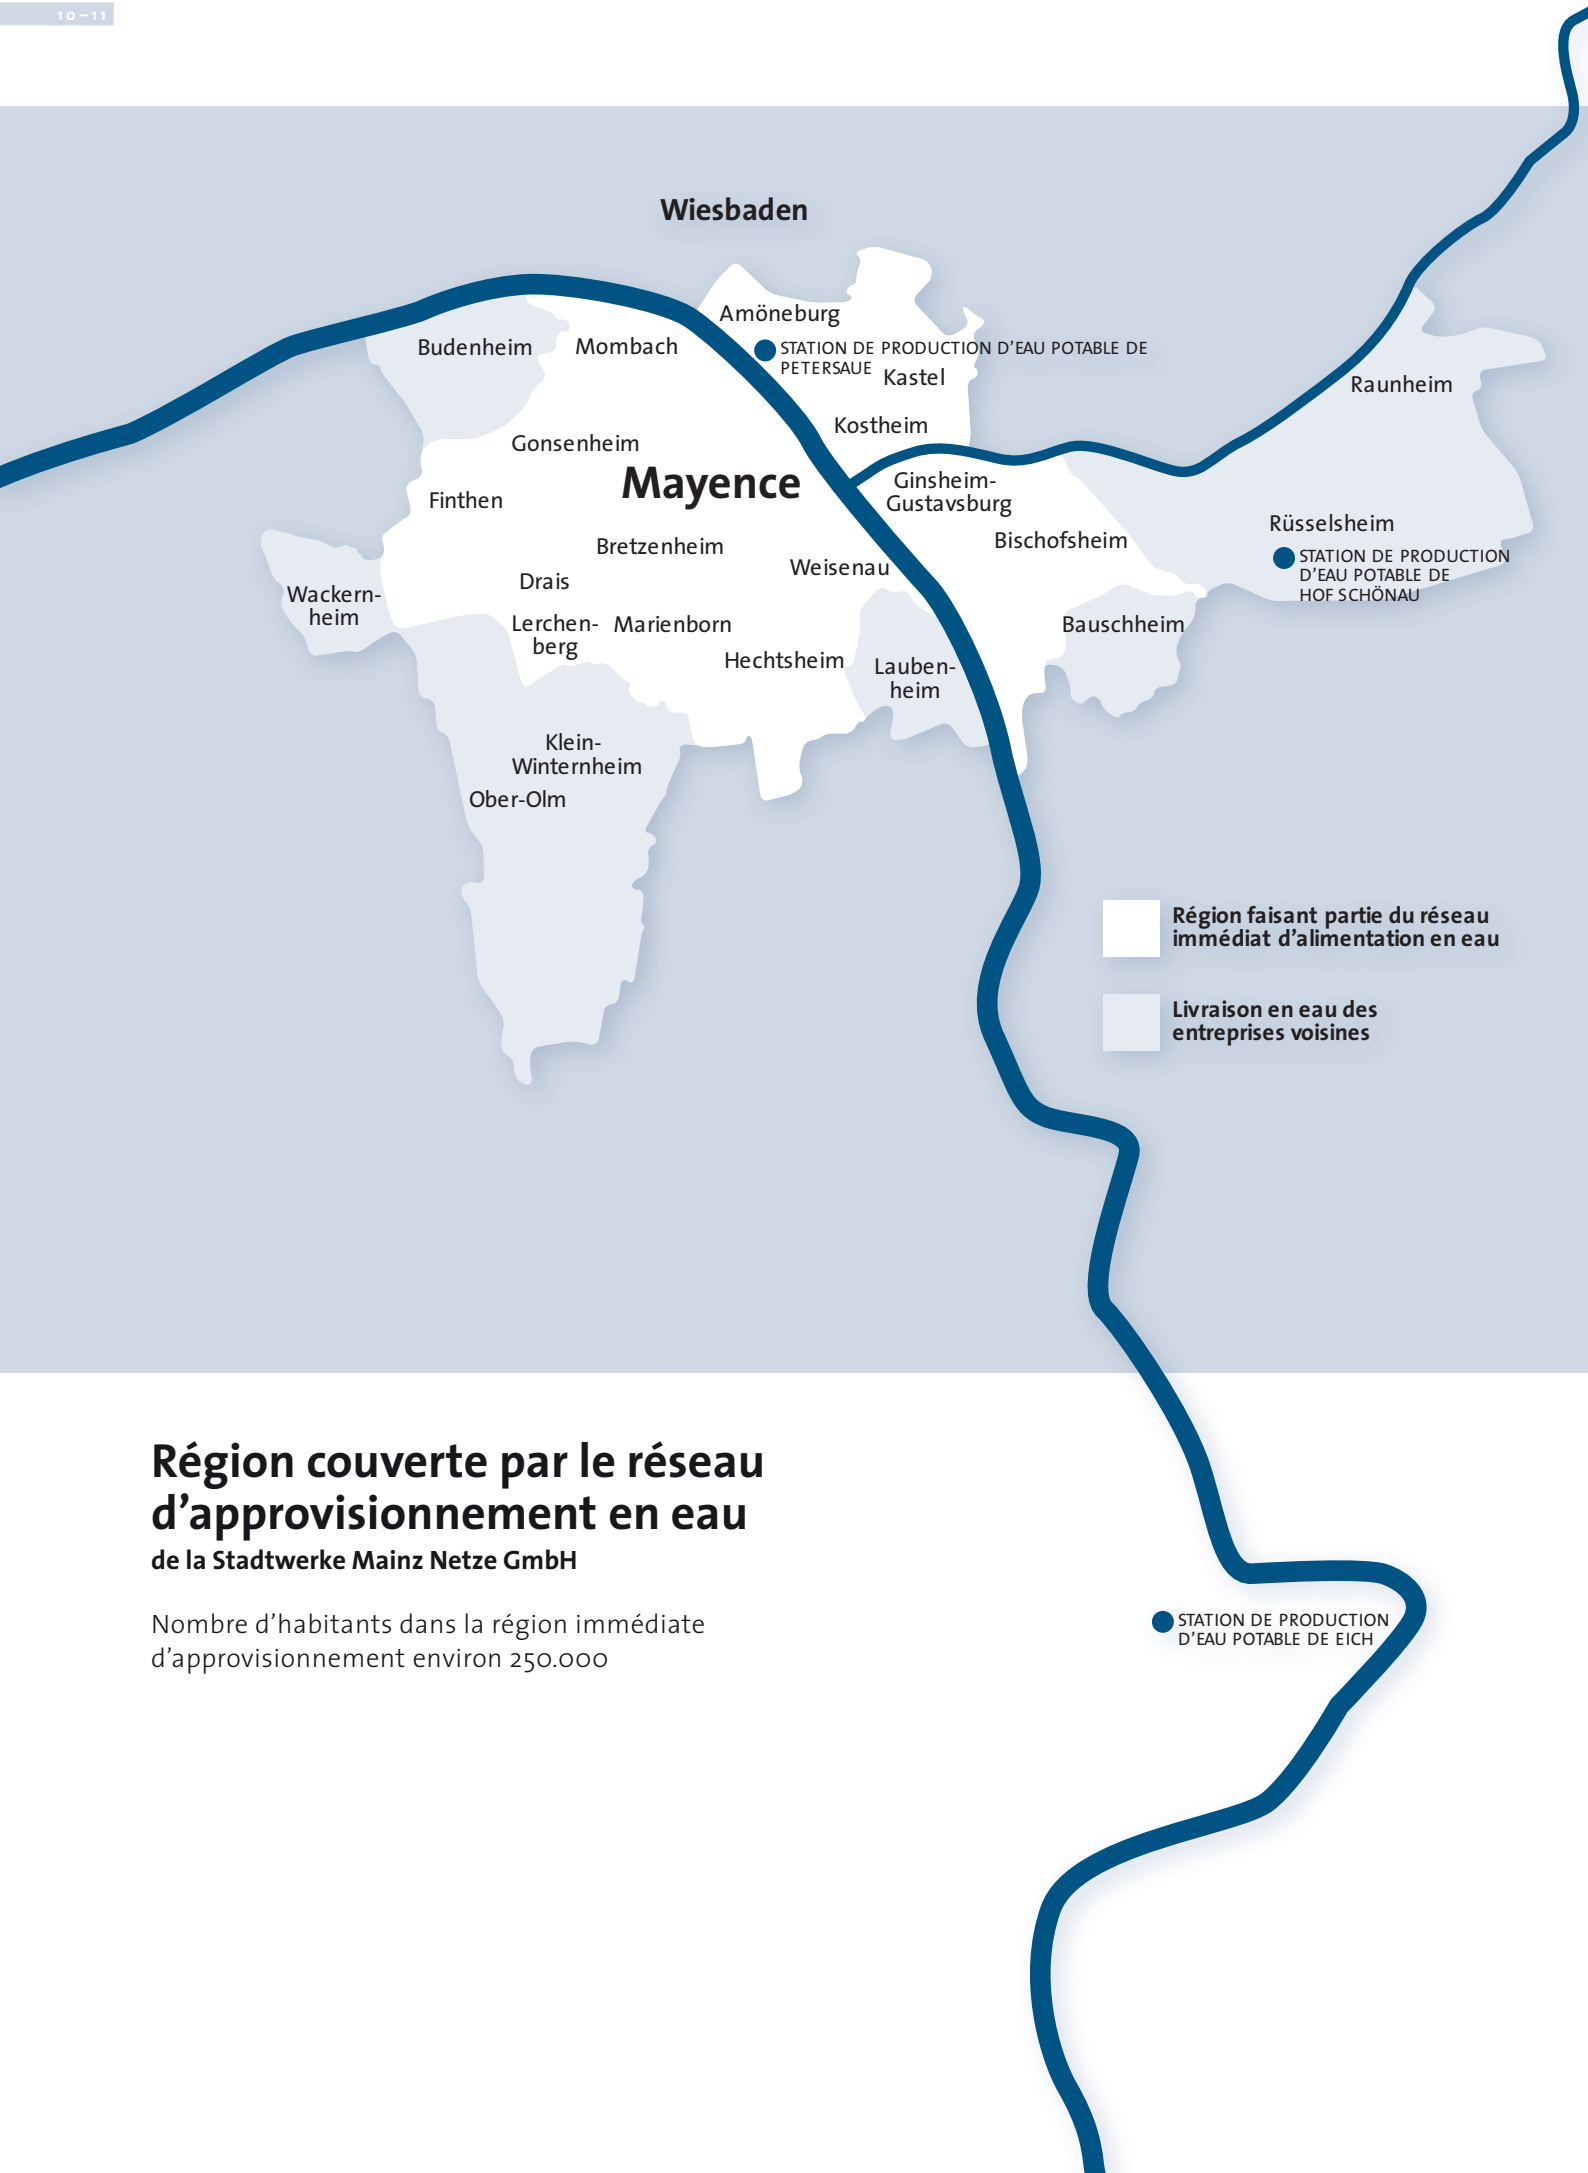 10–11
Wiesbaden
Amöneburg
STATION DE PRODUCTION D’EAU POTABLE DE
PETERSAUE
Kastel
Kostheim
Budenheim
Mombach
Gonsenheim
Mayence
Finthen
Bretzenheim
Weisenau
Drais
Wackern-
heim
Lerchen-
berg
Marienborn
Hechtsheim
Lauben-
heim
Klein-
Winternheim
Ober-Olm
Ginsheim-
Gustavsburg
Bischofsheim
Bauschheim
Raunheim
Rüsselsheim
STATION DE PRODUCTION
D’EAU POTABLE DE
HOF SCHÖNAU
Région faisant partie du réseau
immédiat d’alimentation en eau
Livraison en eau des
entreprises voisines
Région couverte par le réseau
d’approvisionnement en eau
de la Stadtwerke Mainz Netze GmbH
Nombre d’habitants dans la région immédiate
d’approvisionnement environ 250.000
STATION DE PRODUCTION
D’EAU POTABLE DE EICH